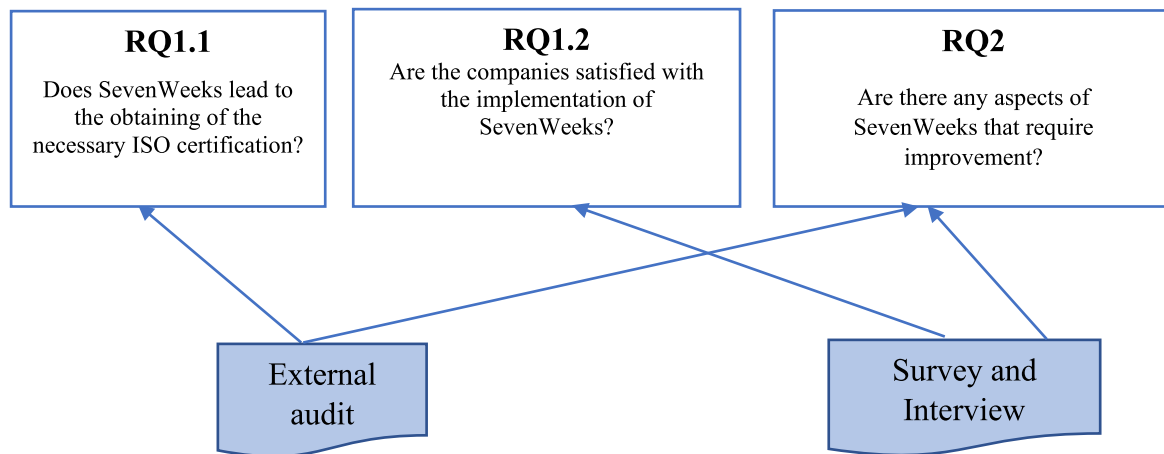 RQ1.1
Does SevenWeeks lead to
the obtaining of the
necessary ISO certification?
RQ1.2
Are the companies satisfied with
the implementation of
SevenWeeks?
RQ2
Are there any aspects of
SevenWeeks that require
improvement?
External
audit
Survey and
Interview